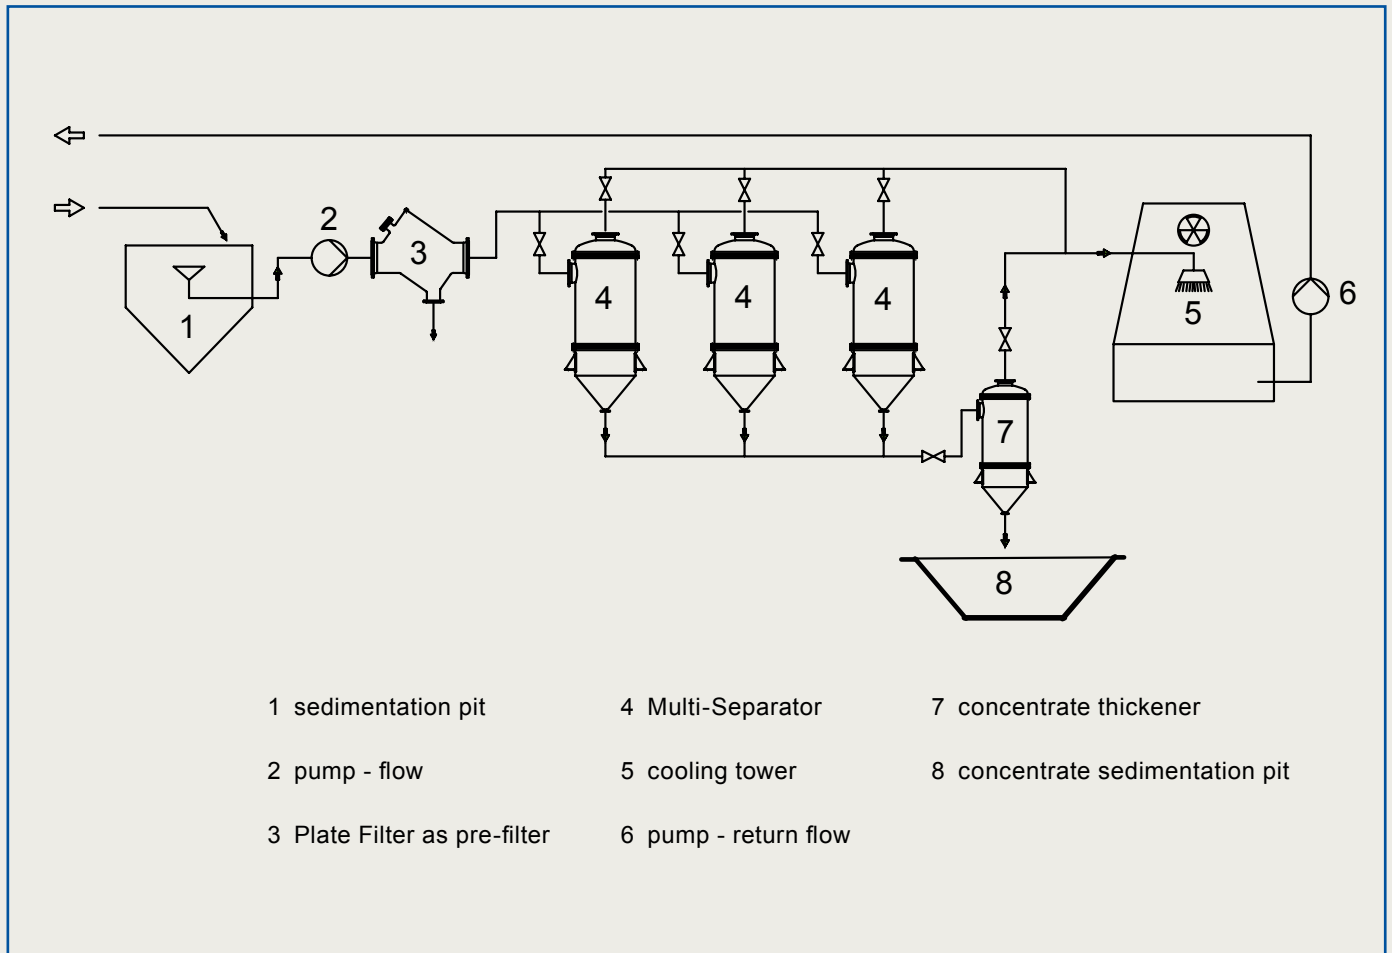 2
3
1
4
4
4
5
6
7
8
1 sedimentation pit
4 Multi-Separator
7 concentrate thickener
2 pump - flow
5 cooling tower
8 concentrate sedimentation pit
3 Plate Filter as pre-filter
6 pump - return flow